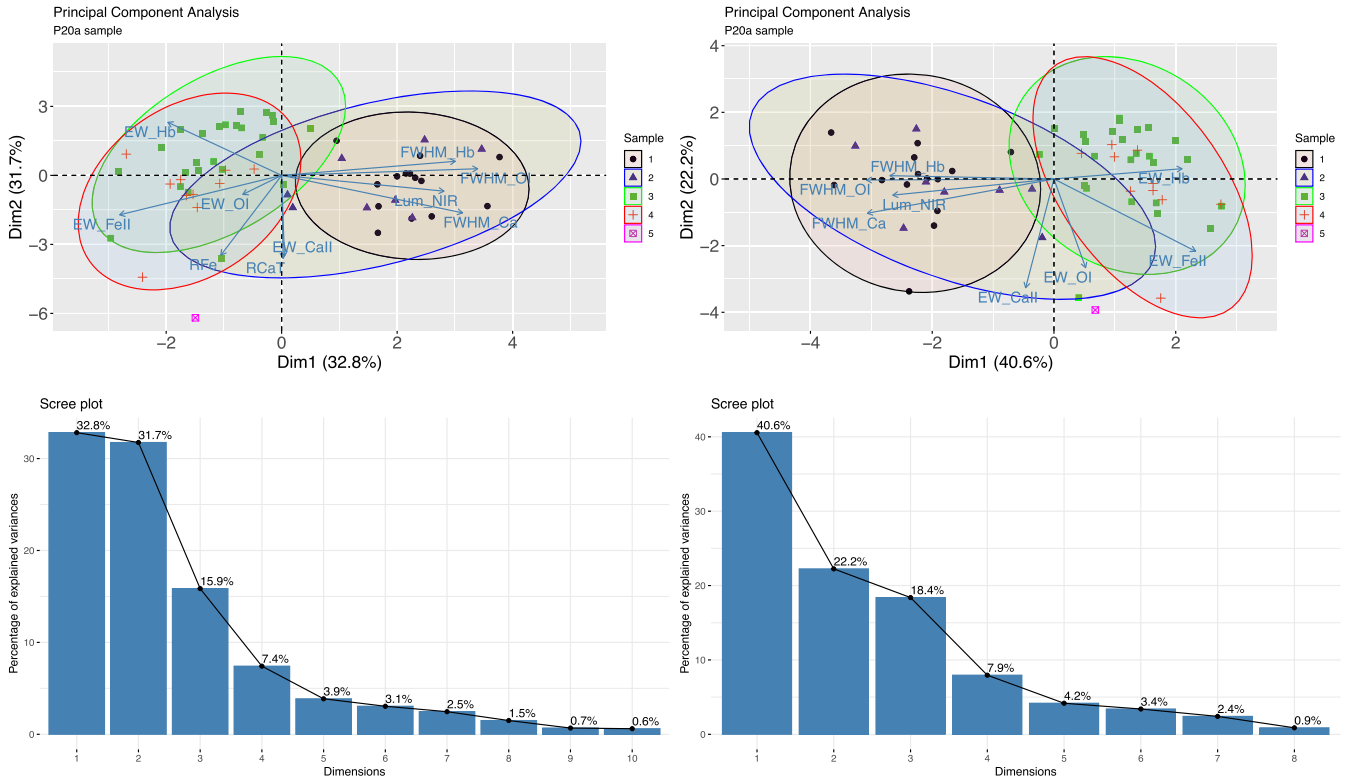 Principal Component Analysis
P20a sample
Dim2 (31.7%)
3
0
−3
−6
EW_Hb
EW_OI
EW_FeII
RFe
RCaT
EW_CaII
FWHM_Hb
FWHM_OI
Lum_NIR
FWHM_Ca
−2
0
2
4
Dim1 (32.8%)
Sample
1
2
3
4
5
Principal Component Analysis
P20a sample
Dim2 (22.2%)
4
2
0
−2
−4
FWHM_Hb
FWHM_OI
Lum_NIR
FWHM_Ca
EW_Hb
EW_FeII
EW_OI
EW_CaII
−4
−2
0
2
Dim1 (40.6%)
Sample
1
2
3
4
5
Scree plot
Percentage of explained variances
30
20
10
0
32.8%
31.7%
15.9%
7.4%
3.9%
3.1%
2.5%
1.5%
0.7%
0.6%
1
2
3
4
5
6
7
8
9
10
Dimensions
Scree plot
Percentage of explained variances
40
30
20
10
0
40.6%
22.2%
18.4%
7.9%
4.2%
3.4%
2.4%
0.9%
1
2
3
4
5
6
7
8
Dimensions